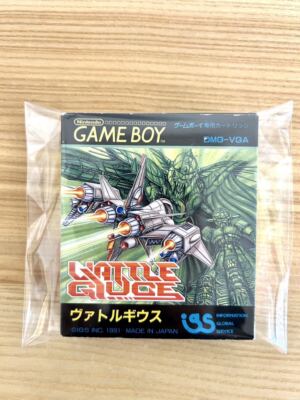 Nintendo
GAME BOY™
ゲームボーイ専用カートリッジ
DMG-VGA
VATTLE
GIUCE
ヴァトルギウス
©IGS INC. 1991 MADE IN JAPAN
igs
INFORMATION
GLOBAL
SERVICE